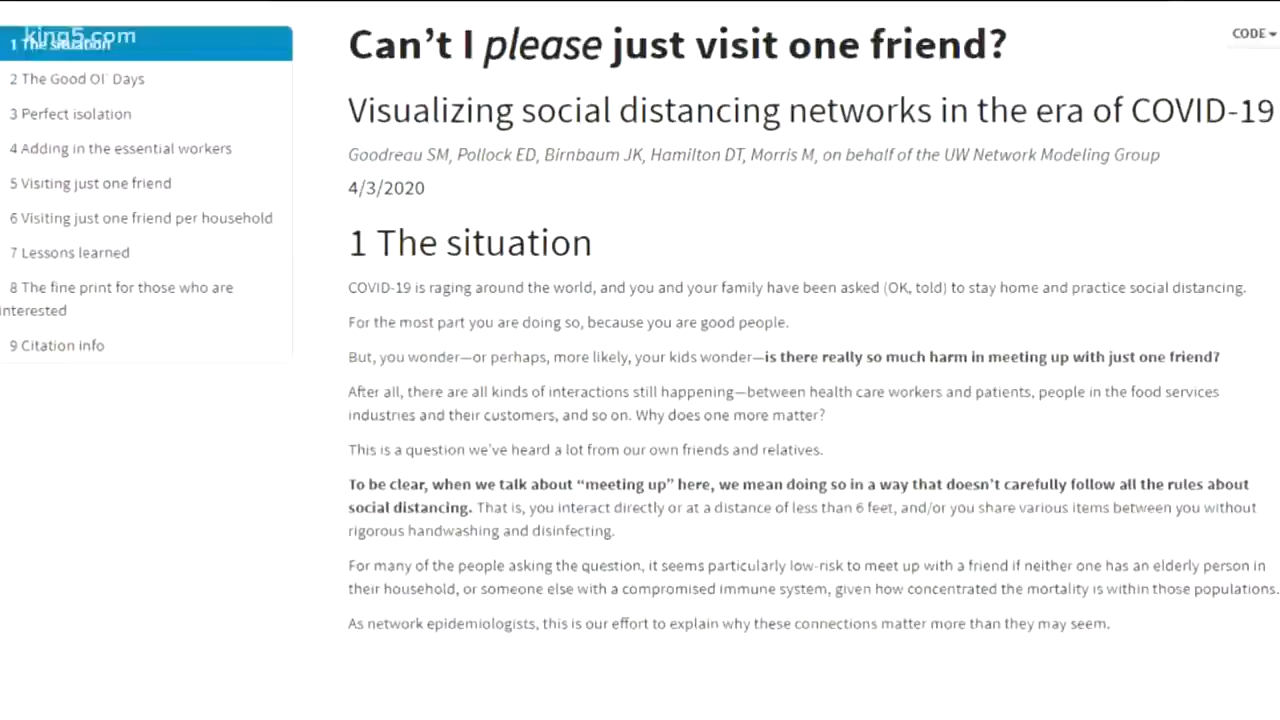 king5.com
1 The situation
2 The Good Ol' Days
3 Perfect isolation
4 Adding in the essential workers
5 Visiting just one friend
6 Visiting just one friend per household
7 Lessons learned
8 The fine print for those who are
interested
9 Citation info
CODE
Can’t I please just visit one friend?
Visualizing social distancing networks in the era of COVID-19
Goodreau SM, Pollock ED, Birnbaum JK, Hamilton DT, Morris M, on behalf of the UW Network Modeling Group
4/3/2020
1 The situation
COVID-19 is raging around the world, and you and your family have been asked (OK, told) to stay home and practice social distancing.
For the most part you are doing so, because you are good people.
But, you wonder—or perhaps, more likely, your kids wonder—is there really so much harm in meeting up with just one friend?
After all, there are all kinds of interactions still happening—between health care workers and patients, people in the food services
industries and their customers, and so on. Why does one more matter?
This is a question we’ve heard a lot from our own friends and relatives.
To be clear, when we talk about “meeting up” here, we mean doing so in a way that doesn’t carefully follow all the rules about
social distancing. That is, you interact directly or at a distance of less than 6 feet, and/or you share various items between you without
rigorous handwashing and disinfecting.
For many of the people asking the question, it seems particularly low-risk to meet up with a friend if neither one has an elderly person in
their household, or someone else with a compromised immune system, given how concentrated the mortality is within those populations.
As network epidemiologists, this is our effort to explain why these connections matter more than they may seem.